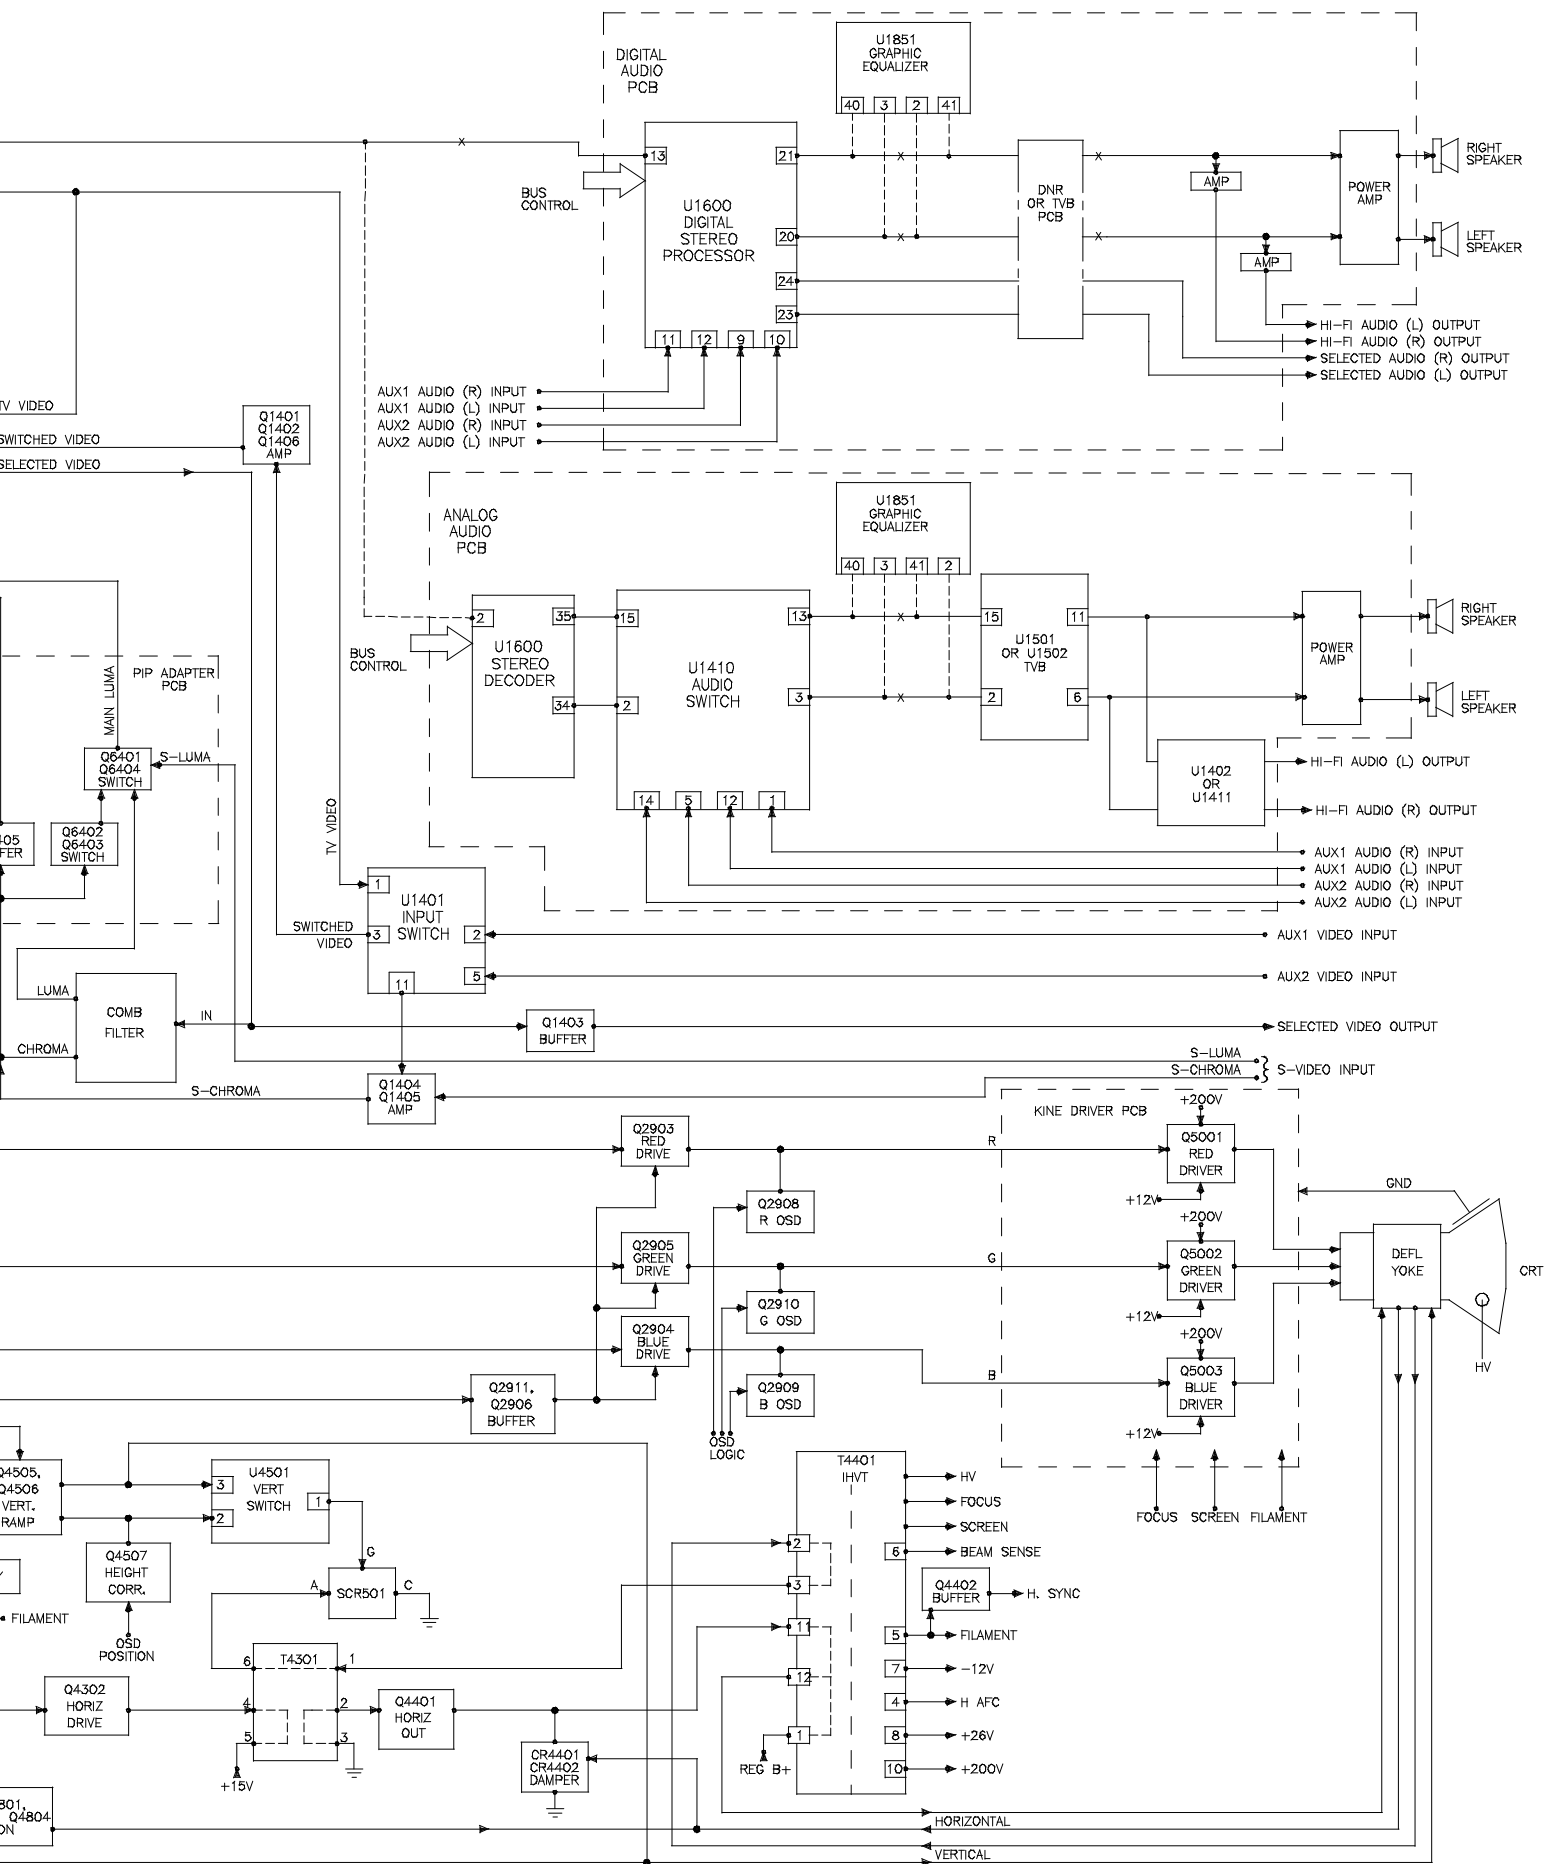 DIGITAL
AUDIO
PCB
U1851
GRAPHIC
EQUALIZER
40 3 2 41
X
13
21
BUS
CONTROL
U1600
DIGITAL
STEREO
PROCESSOR
20
24
23
11 12 9 10
X
X
DNR
OR TVB
PCB
X
X
AMP
AMP
POWER
AMP
RIGHT
SPEAKER
LEFT
SPEAKER
HI-FI AUDIO (L) OUTPUT
HI-FI AUDIO (R) OUTPUT
SELECTED AUDIO (R) OUTPUT
SELECTED AUDIO (L) OUTPUT
AUX1 AUDIO (R) INPUT
AUX1 AUDIO (L) INPUT
AUX2 AUDIO (R) INPUT
AUX2 AUDIO (L) INPUT
TV VIDEO
SWITCHED VIDEO
SELECTED VIDEO
Q1401
Q1402
Q1406
AMP
ANALOG
AUDIO
PCB
U1851
GRAPHIC
EQUALIZER
40 3 41 2
2
35
34
U1600
STEREO
DECODER
BUS
CONTROL
15
2
13
3
U1410
AUDIO
SWITCH
14 5 12 1
X
X
15
2
11
6
U1501
OR U1502
TVB
POWER
AMP
RIGHT
SPEAKER
LEFT
SPEAKER
U1402
OR
U1411
HI-FI AUDIO (L) OUTPUT
HI-FI AUDIO (R) OUTPUT
AUX1 AUDIO (R) INPUT
AUX1 AUDIO (L) INPUT
AUX2 AUDIO (R) INPUT
AUX2 AUDIO (L) INPUT
PIP ADAPTER
PCB
MAIN LUMA
Q6401
Q6404
SWITCH
S-LUMA
405
FER
Q6402
Q6403
SWITCH
TV VIDEO
1
U1401
INPUT
SWITCH
3
2
5
11
SWITCHED
VIDEO
AUX1 VIDEO INPUT
AUX2 VIDEO INPUT
LUMA
COMB
FILTER
IN
CHROMA
Q1403
BUFFER
SELECTED VIDEO OUTPUT
S-LUMA
S-CHROMA
S-VIDEO INPUT
S-CHROMA
Q1404
Q1405
AMP
KINE DRIVER PCB
+200V
Q2903
RED
DRIVE
R
Q5001
RED
DRIVER
+12V
GND
Q2908
R OSD
+200V
Q2905
GREEN
DRIVE
G
Q5002
GREEN
DRIVER
+12V
DEFL
YOKE
CRT
HV
Q2910
G OSD
Q2904
BLUE
DRIVE
+200V
B
Q5003
BLUE
DRIVER
+12V
Q2911,
Q2906
BUFFER
Q2909
B OSD
OSD
LOGIC
FOCUS SCREEN FILAMENT
Q4505,
Q4506
VERT.
RAMP
3
2
1
U4501
VERT
SWITCH
Q4507
HEIGHT
CORR.
OSD
POSITION
FILAMENT
G
A
C
SCR501
T4401
IHVT
HV
FOCUS
SCREEN
2
6
BEAM SENSE
3
Q4402
BUFFER
H. SYNC
11
5
FILAMENT
12
7
-12V
4
H AFC
1
8
+26V
REG B+
10
+200V
6
T4301
1
Q4302
HORIZ
DRIVE
4
2
5
3
+15V
Q4401
HORIZ
OUT
CR4401
CR4402
DAMPER
801,
Q4804
ON
HORIZONTAL
VERTICAL